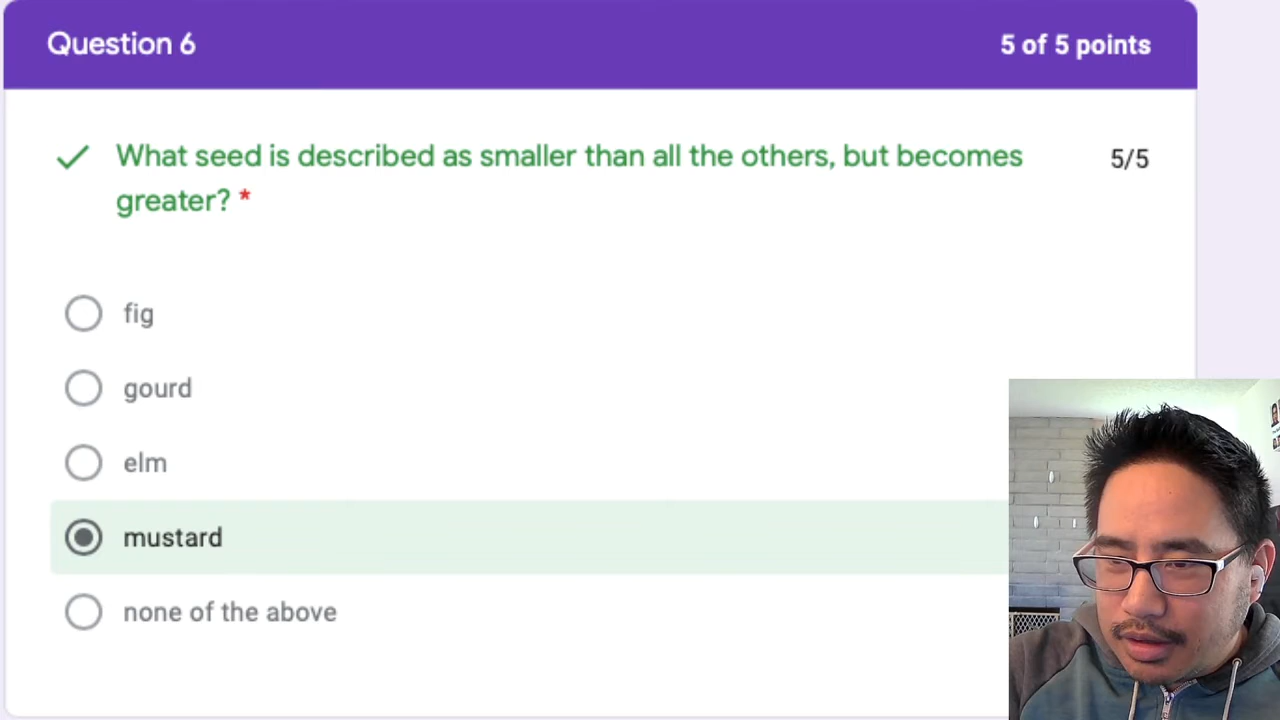 Question 6
5 of 5 points
What seed is described as smaller than all the others, but becomes
greater? *
5/5
fig
gourd
elm
mustard
none of the above